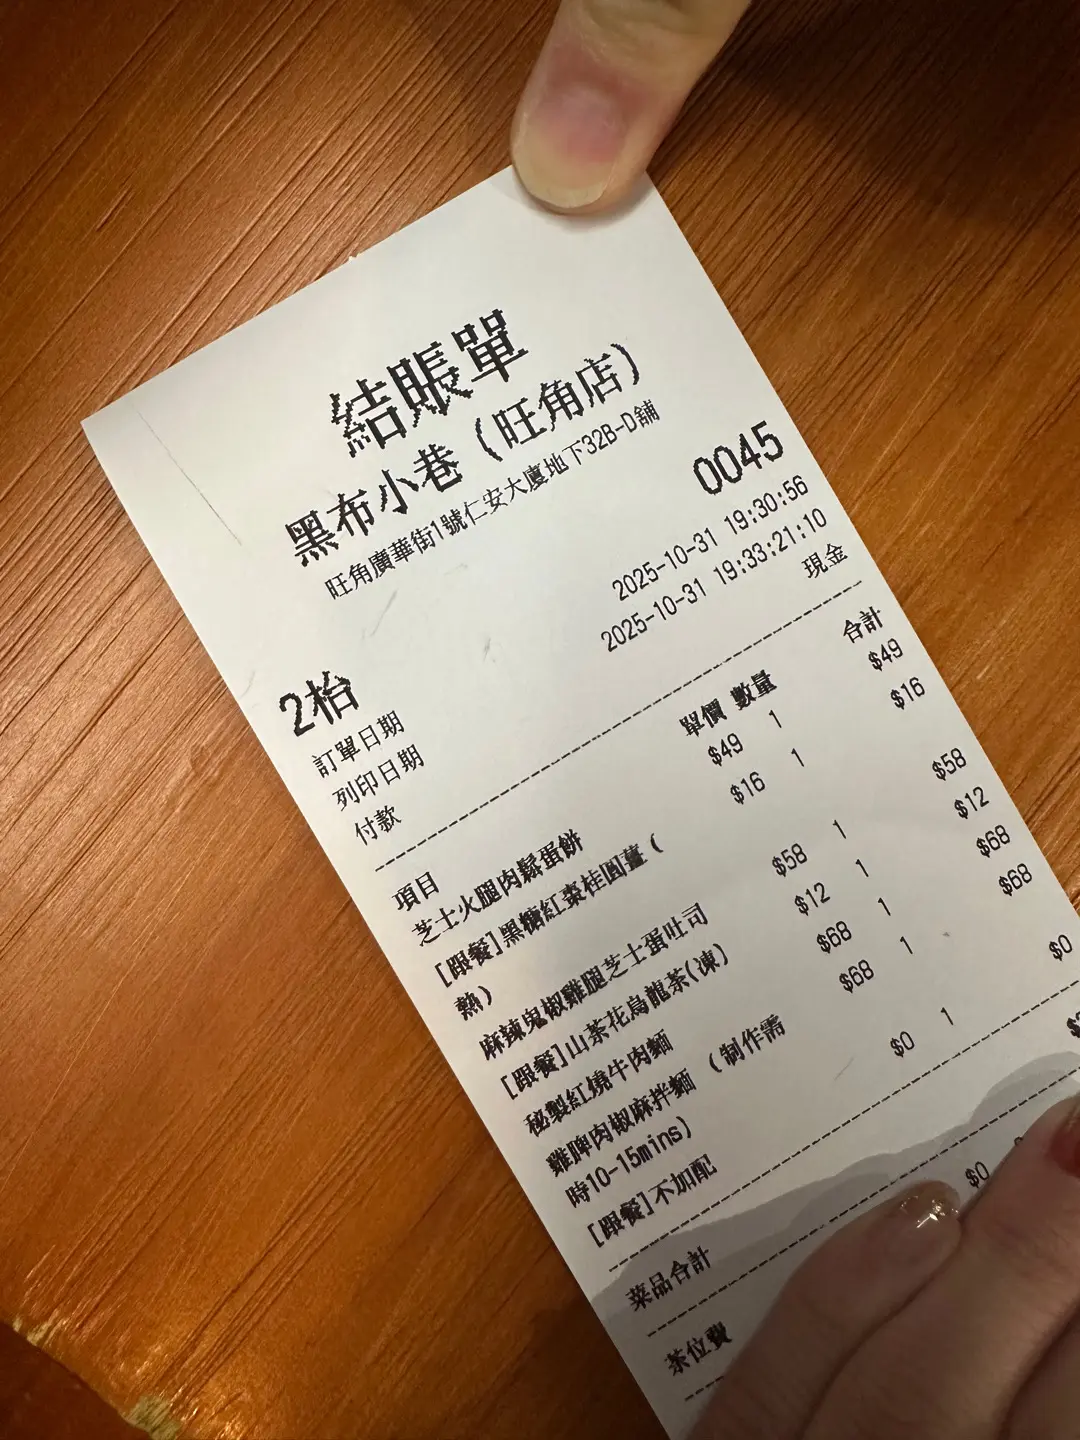 結賬單
黑布小巷（旺角店）
旺角廣華街1號仁安大廈地下32B-D舖
2枱 0045
訂單日期 2025-10-31 19:30:56
列印日期 2025-10-31 19:33:21:10
付款 現金
項目 單價 數量 合計
芝士火腿肉鬆蛋餅 $49 1 $49
[跟餐]黑糖紅棗桂圓薑（ $16 1 $16
熱）
麻辣鬼椒雞腿芝士蛋吐司 $58 1 $58
[跟餐]山茶花烏龍茶(凍) $12 1 $12
秘製紅燒牛肉麵 $68 1 $68
雞脾肉椒麻拌麵（制作需 $68 1 $68
時10-15mins）
[跟餐]不加配 $0 1 $0
菜品合計
茶位費 $0